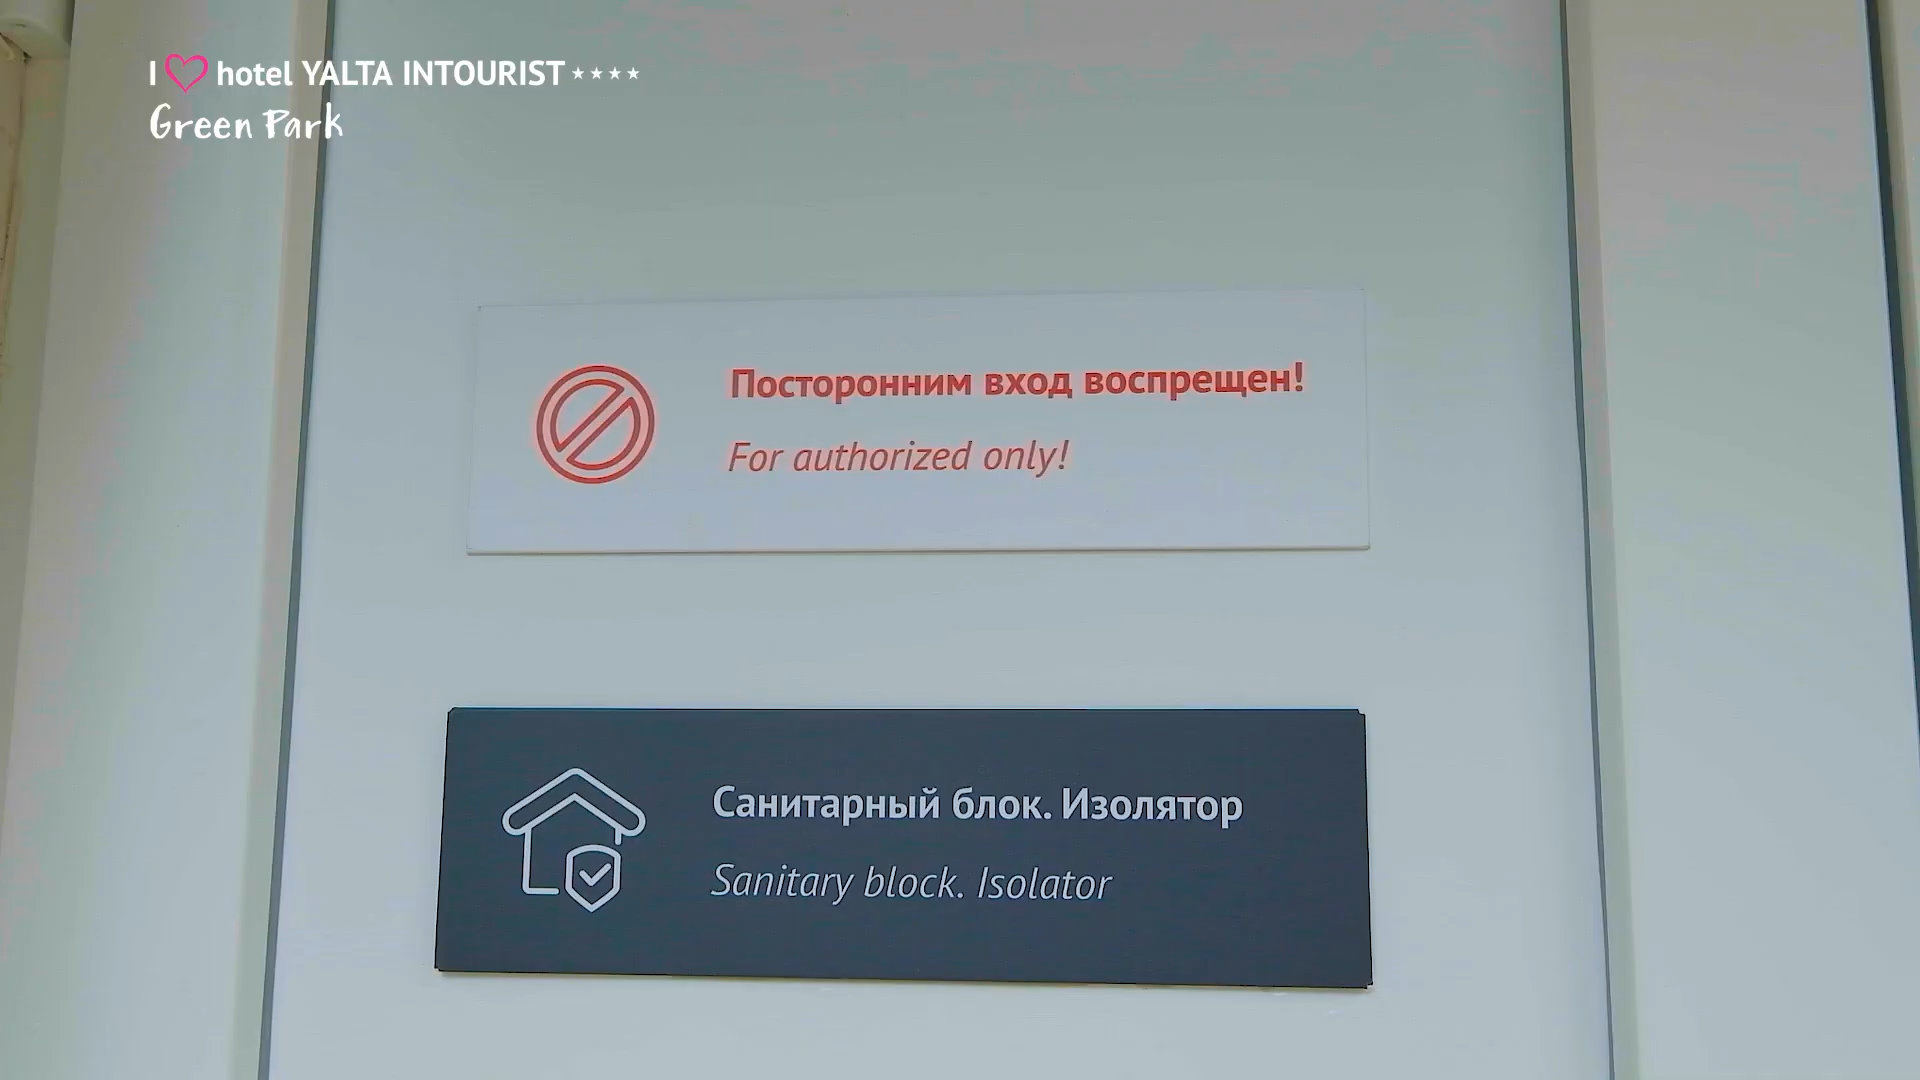 I hotel YALTA INTOURIST ★★★★
Green Park
Посторонним вход воспрещен!
For authorized only!
Санитарный блок. Изолятор
Sanitary block. Isolator